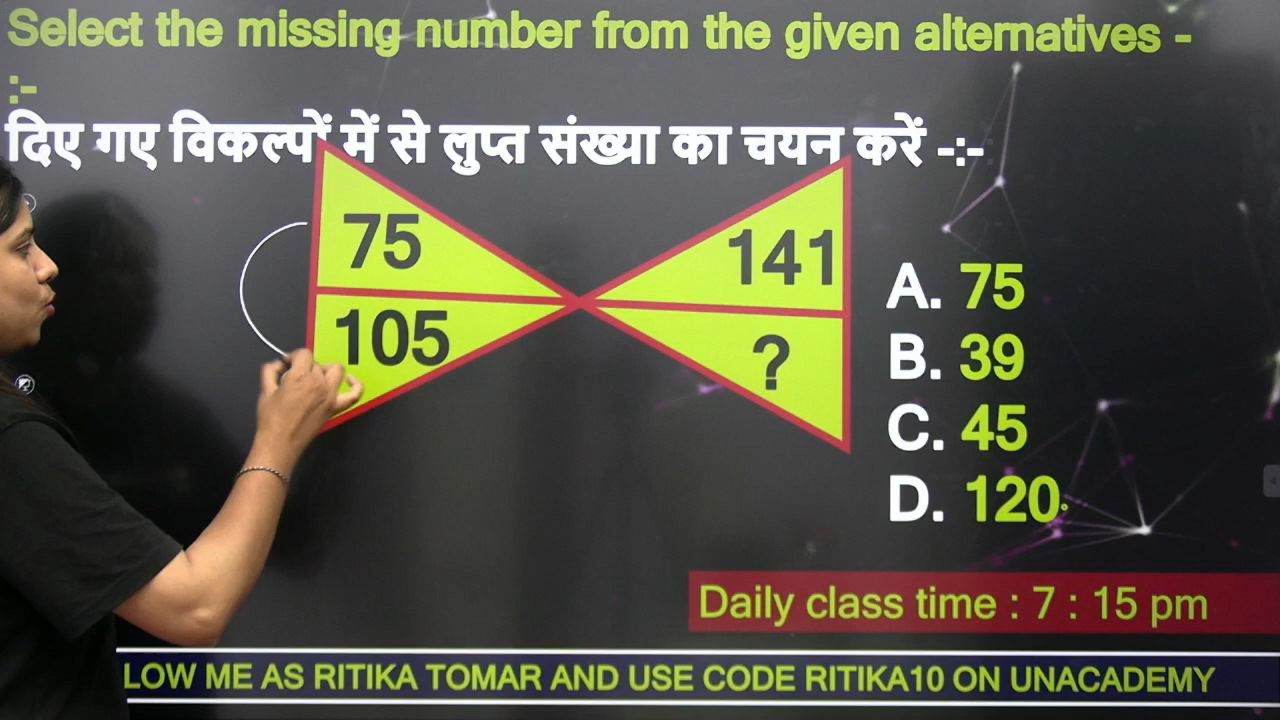 Select the missing number from the given alternatives -
:-
दिए गए विकल्पों में से लुप्त संख्या का चयन करें -:-
75
141
105
?
A. 75
B. 39
C. 45
D. 120
Daily class time : 7 : 15 pm
LOW ME AS RITIKA TOMAR AND USE CODE RITIKA10 ON UNACADEMY